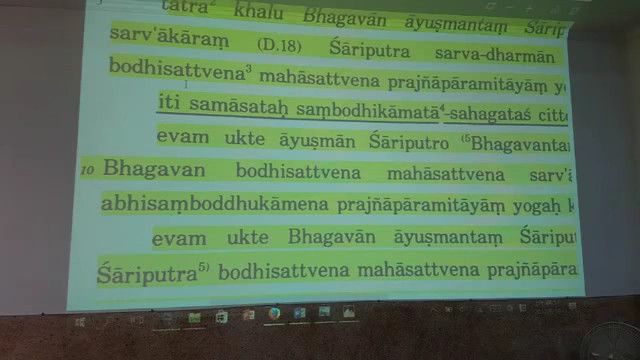 tatra² khalu Bhagavān āyuṣmantaṃ Śārip
sarv'ākāraṃ (D.18) Śāriputra sarva-dharmān
bodhisattvena³ mahāsattvena prajñāpāramitāyāṃ
iti samāsataḥ saṃbodhikāmatā⁴-sahagataś citt
evam ukte āyuṣmān Śāriputro ⁽⁵Bhagavanta
10 Bhagavan bodhisattvena mahāsattvena sarv'
abhisaṃboddhukāmena prajñāpāramitāyāṃ yogaḥ k
evam ukte Bhagavān āyuṣmantaṃ Śāriput
Śāriputra⁵⁾ bodhisattvena mahāsattvena prajñāpāra